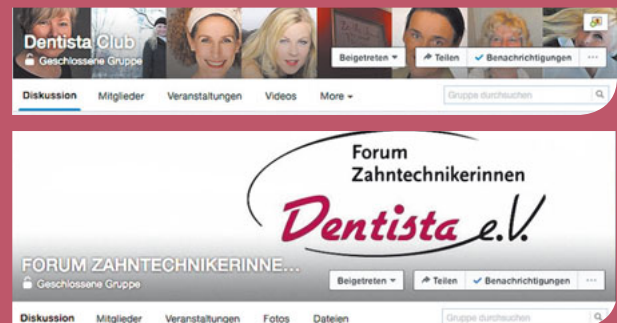 Dentista Club
Geschlossene Gruppe
Beigetreten
Teilen
Benachrichtigungen
Diskussion Mitglieder Veranstaltungen Videos More
Gruppe durchsuchen
Forum
Zahntechnikerinnen
Dentista e.V.
FORUM ZAHNTECHNIKERINNE...
Geschlossene Gruppe
Beigetreten
Teilen
Benachrichtigungen
Diskussion Mitglieder Veranstaltungen Fotos Dateien
Gruppe durchsuchen